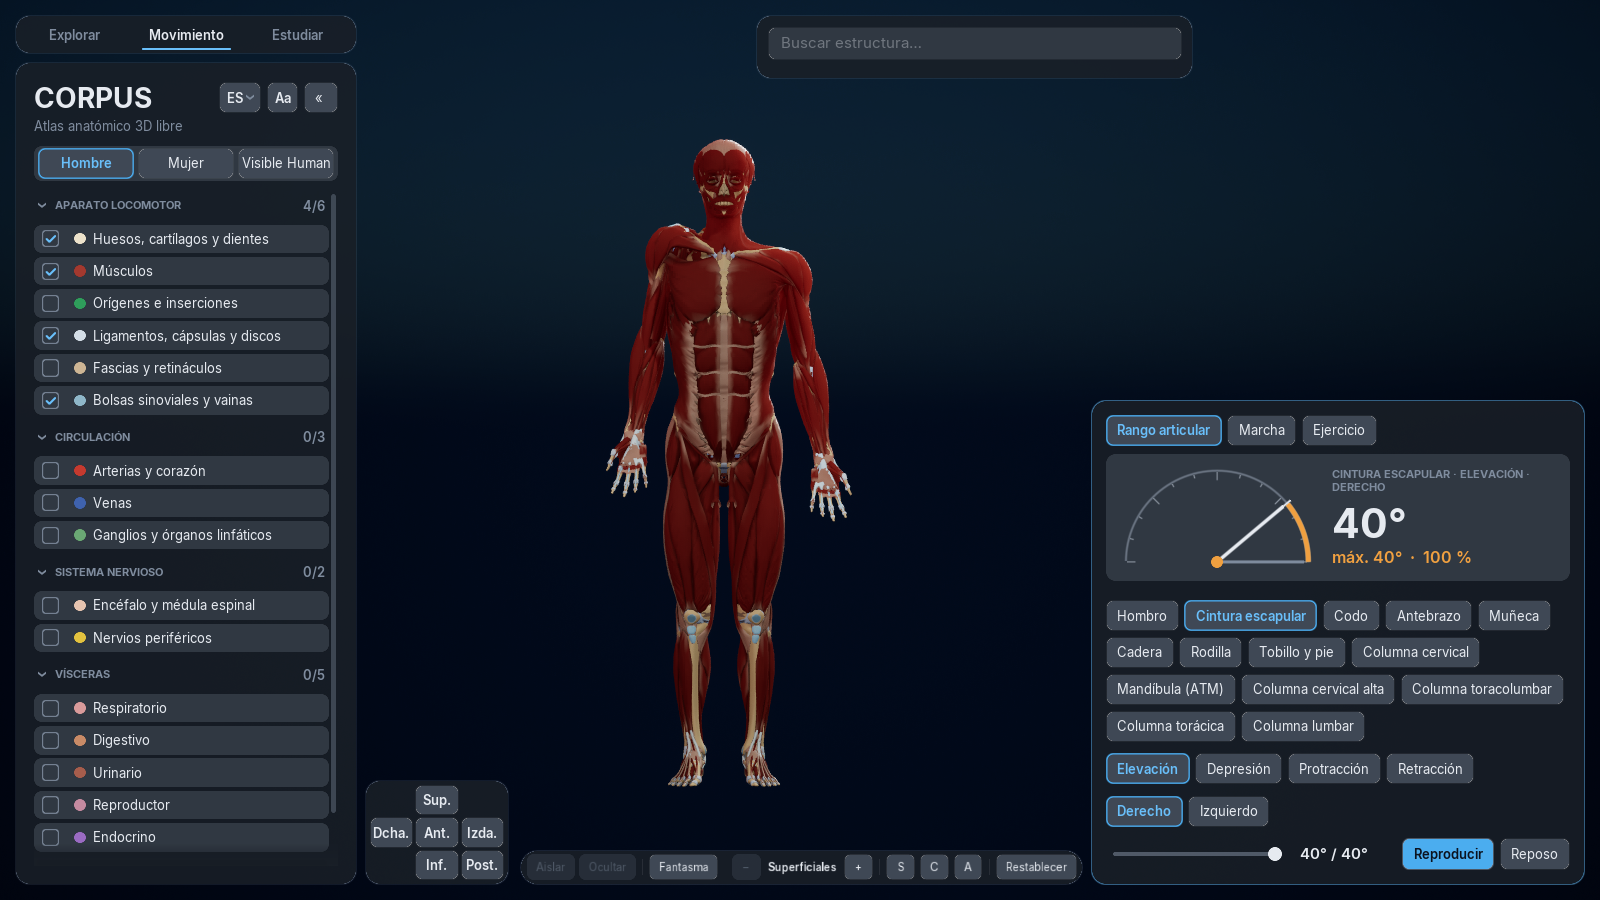 Explorar
Movimiento
Estudiar
Buscar estructura...
CORPUS
ES
Aa
«
Atlas anatómico 3D libre
Hombre
Mujer
Visible Human
APARATO LOCOMOTOR 4/6
Huesos, cartílagos y dientes
Músculos
Orígenes e inserciones
Ligamentos, cápsulas y discos
Fascias y retináculos
Bolsas sinoviales y vainas
CIRCULACIÓN 0/3
Arterias y corazón
Venas
Ganglios y órganos linfáticos
SISTEMA NERVIOSO 0/2
Encéfalo y médula espinal
Nervios periféricos
VÍSCERAS 0/5
Respiratorio
Digestivo
Urinario
Reproductor
Endocrino
Sup.
Dcha. Ant. Izda.
Inf. Post.
Aislar Ocultar Fantasma − Superficiales + S C A Restablecer
Rango articular Marcha Ejercicio
CINTURA ESCAPULAR · ELEVACIÓN ·
DERECHO
40°
máx. 40° · 100 %
Hombro Cintura escapular Codo Antebrazo Muñeca
Cadera Rodilla Tobillo y pie Columna cervical
Mandíbula (ATM) Columna cervical alta Columna toracolumbar
Columna torácica Columna lumbar
Elevación Depresión Protracción Retracción
Derecho Izquierdo
40° / 40° Reproducir Reposo